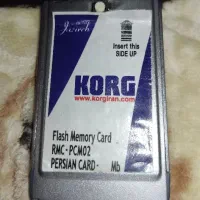 Insert this
SIDE UP
KORG
www.korgiran.com
Flash Memory Card
RMC-PCM02
PERSIAN CARD- Mb